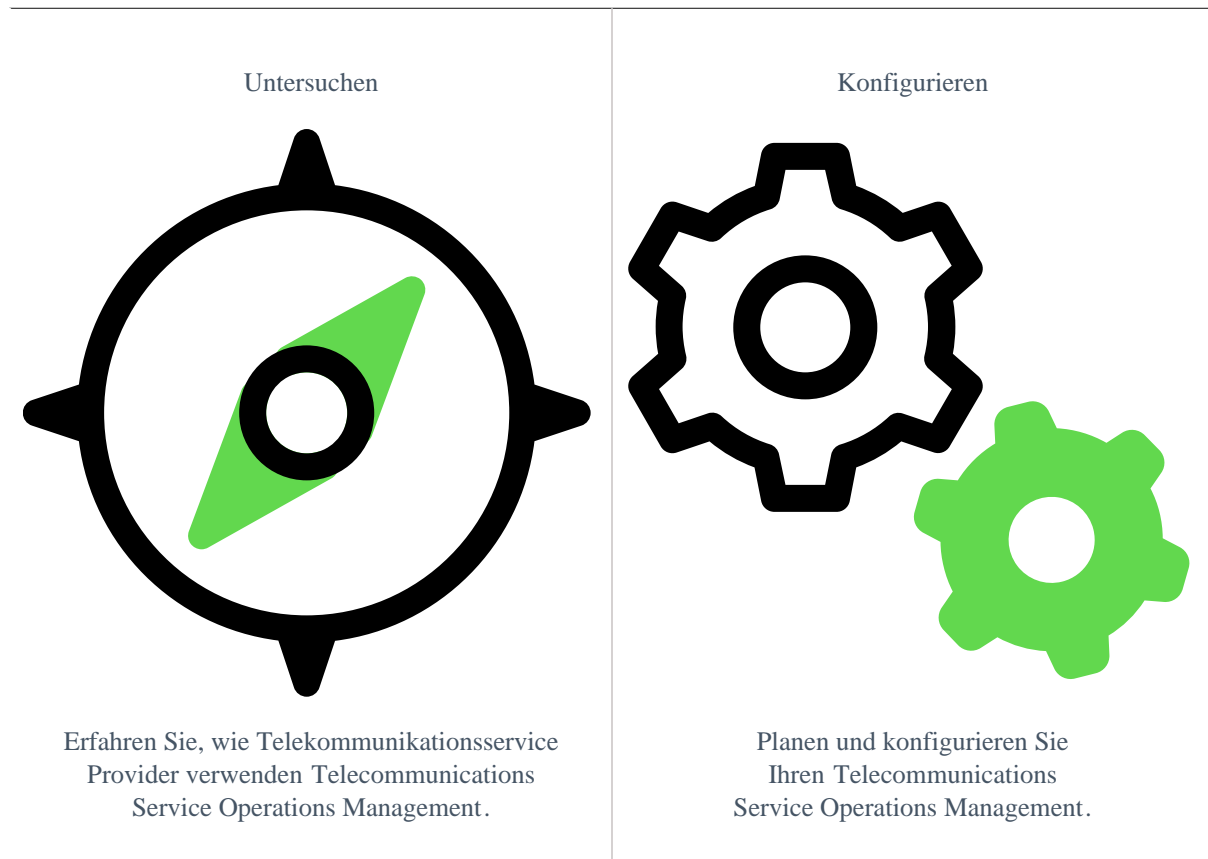 Untersuchen
Erfahren Sie, wie Telekommunikationsservice
Provider verwenden Telecommunications
Service Operations Management.
Konfigurieren
Planen und konfigurieren Sie
Ihren Telecommunications
Service Operations Management.